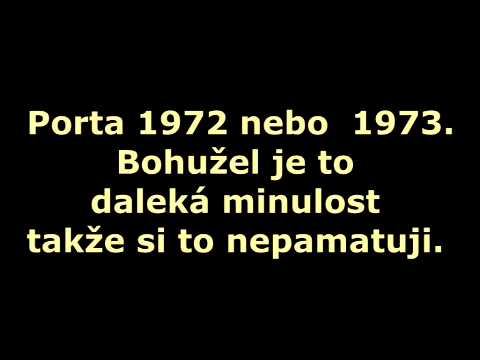 Porta 1972 nebo  1973.
Bohužel je to
daleká minulost
takže si to nepamatuji.